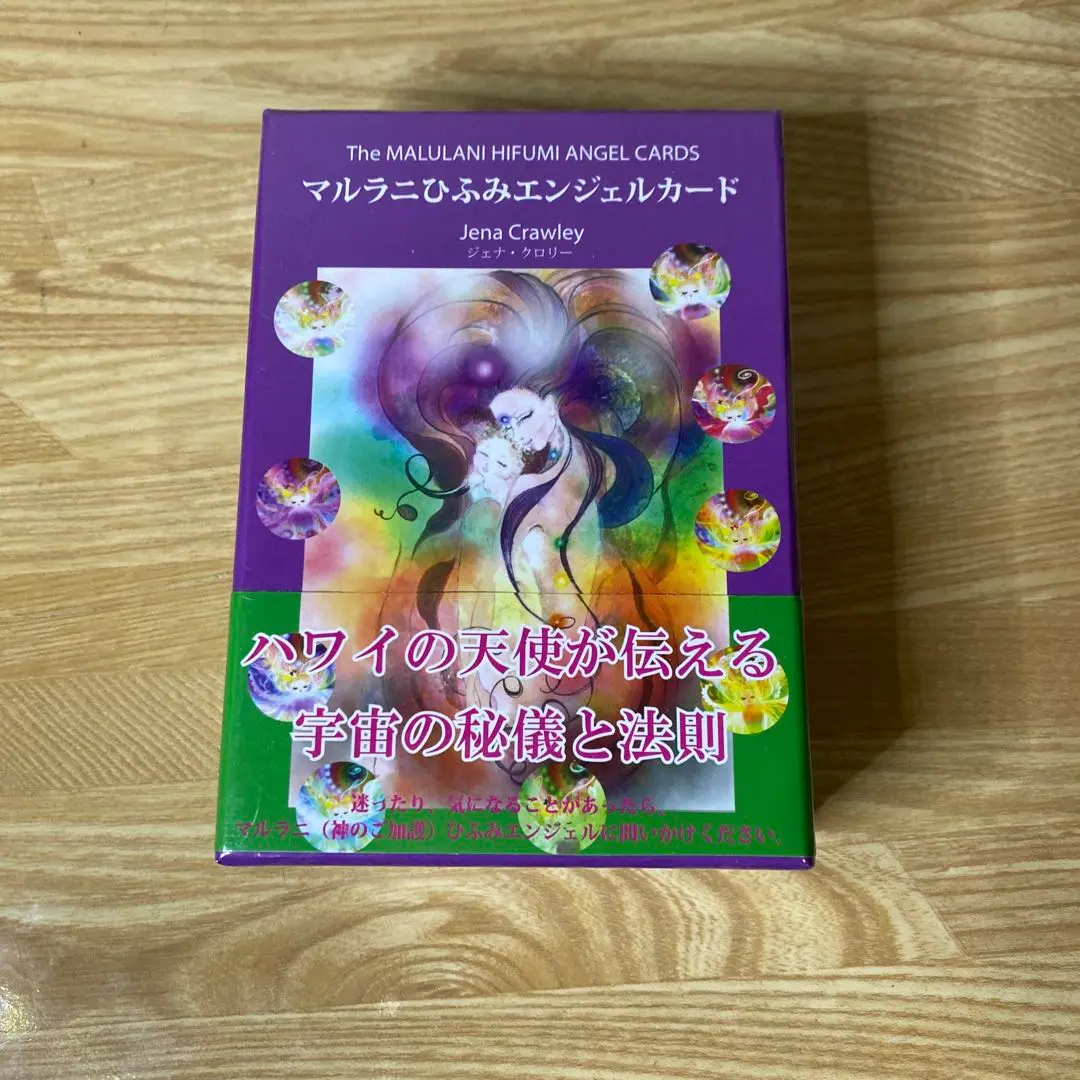 The MALULANI HIFUMI ANGEL CARDS
マルラニひふみエンジェルカード
Jena Crawley
ジェナ・クロリー
ハワイの天使が伝える
宇宙の秘儀と法則
迷ったり、気になることがあったら、
マルラニ（神のご加護）ひふみエンジェルに問いかけください。